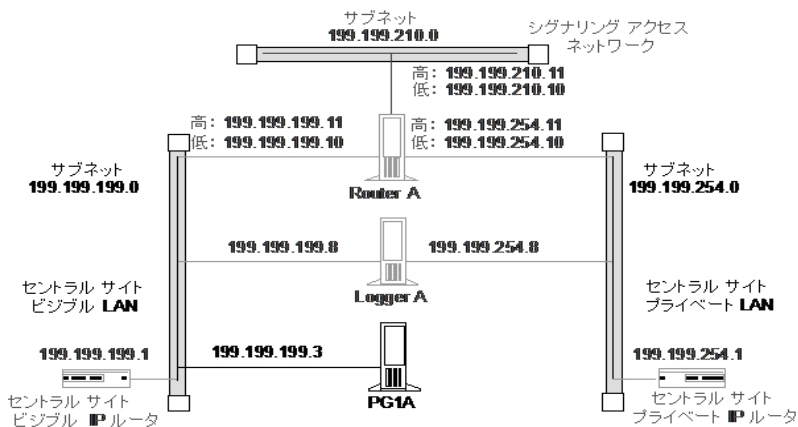 サブネット
199.199.210.0
シグナリング アクセス
ネットワーク
高: 199.199.210.11
低: 199.199.210.10
高: 199.199.199.11
低: 199.199.199.10
高: 199.199.254.11
低: 199.199.254.10
サブネット
199.199.199.0
Router A
サブネット
199.199.254.0
199.199.199.8
199.199.254.8
Logger A
セントラル サイト
ビジブル LAN
セントラル サイト
プライベート LAN
199.199.199.1
199.199.199.3
199.199.254.1
PG1A
セントラル サイト
ビジブル IP ルータ
セントラル サイト
プライベート IP ルータ